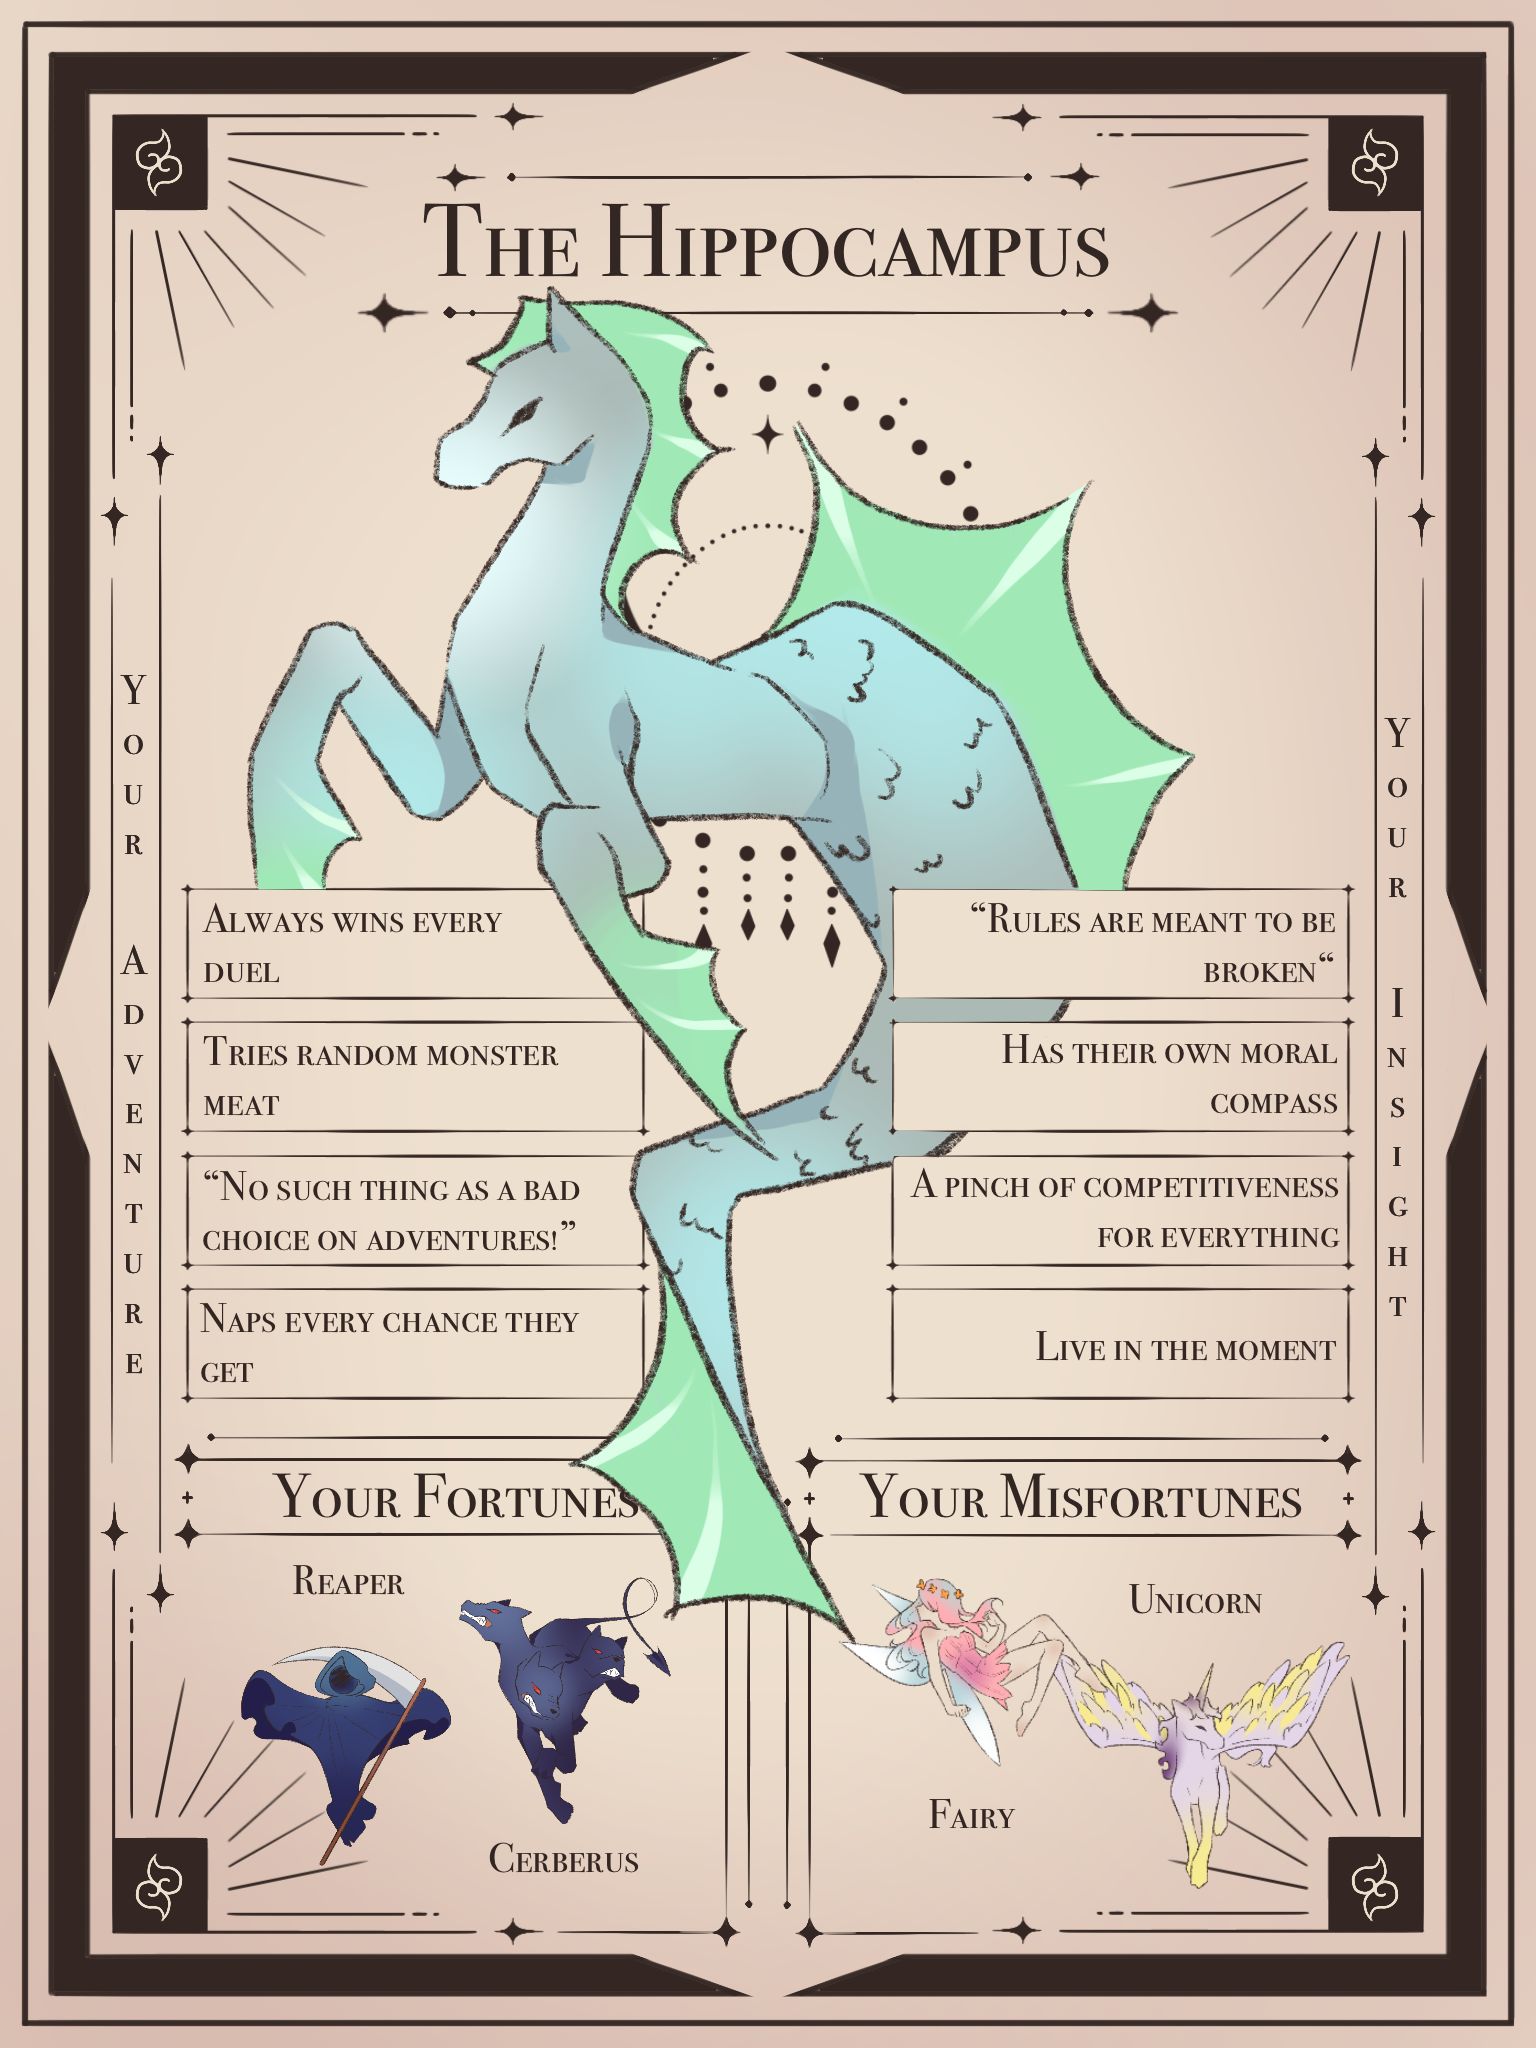 The Hippocampus
Your Adventure
Always wins every
duel
Tries random monster
meat
“No such thing as a bad
choice on adventures!”
Naps every chance they
get
Your Insight
“Rules are meant to be
broken“
Has their own moral
compass
A pinch of competitiveness
for everything
Live in the moment
Your Fortunes
Reaper
Cerberus
Your Misfortunes
Unicorn
Fairy